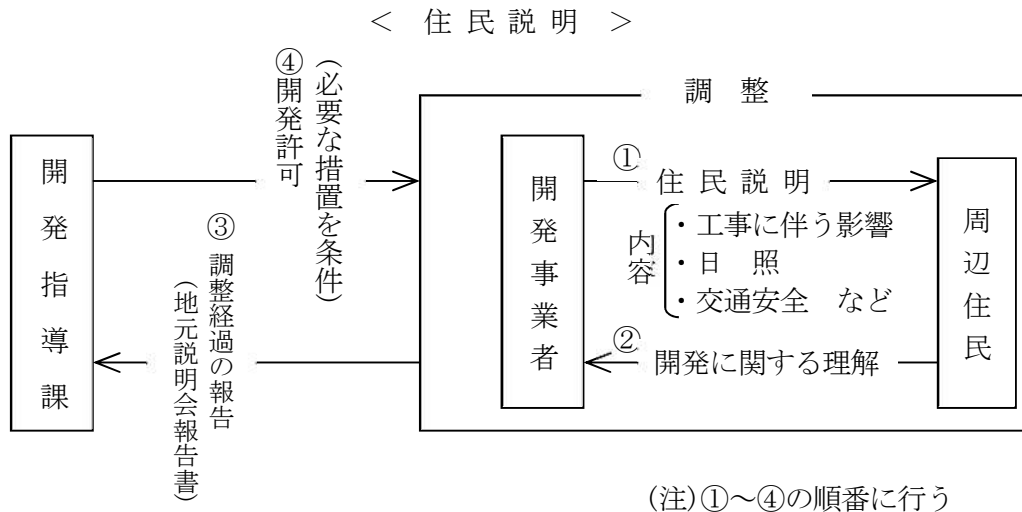 ＜ 住民説明 ＞
調 整
開発指導課
④開発許可
(必要な措置を条件)
③調整経過の報告
(地元説明会報告書)
開発事業者
①
住民説明
内容
・工事に伴う影響
・日 照
・交通安全 など
②
開発に関する理解
周辺住民
(注)①～④の順番に行う